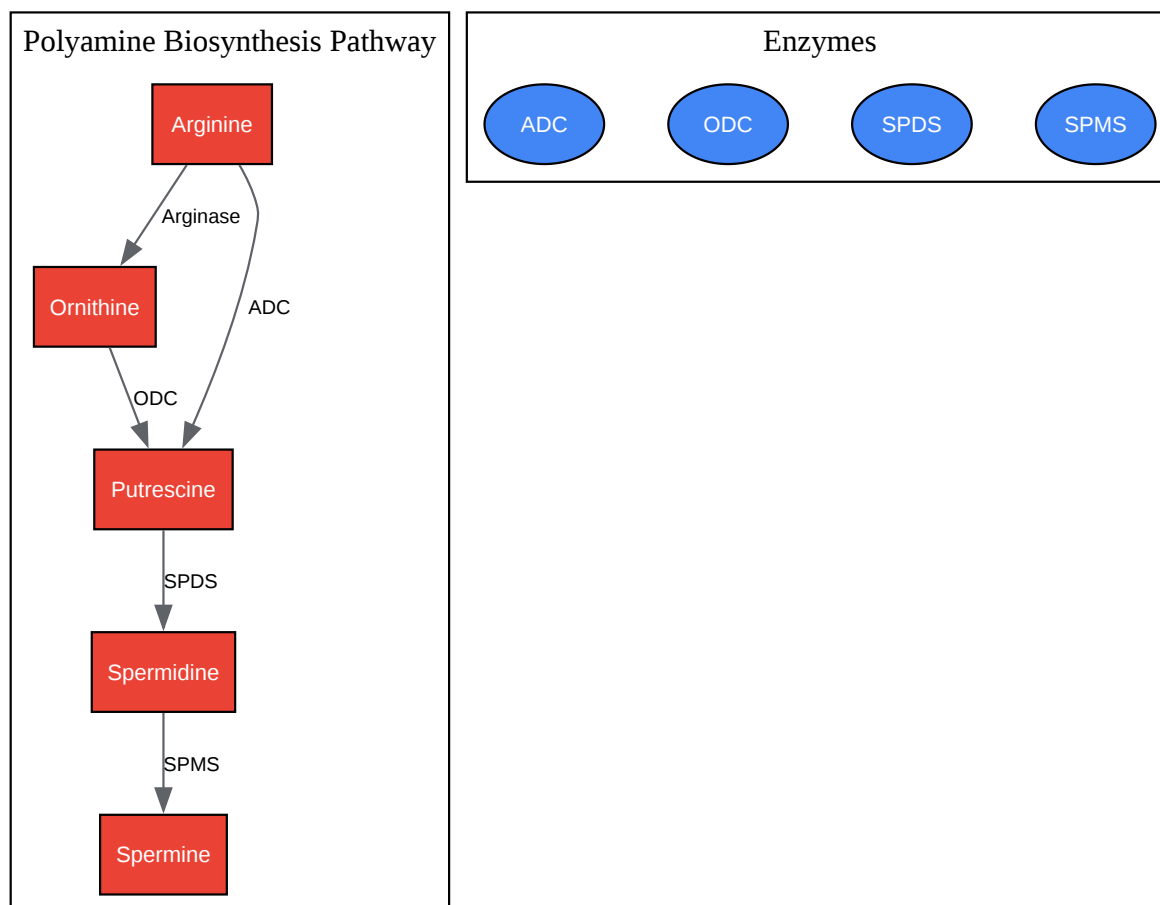 Polyamine Biosynthesis Pathway
Arginine
Arginase
Ornithine
ADC
ODC
Putrescine
SPDS
Spermidine
SPMS
Spermine
Enzymes
ADC
ODC
SPDS
SPMS